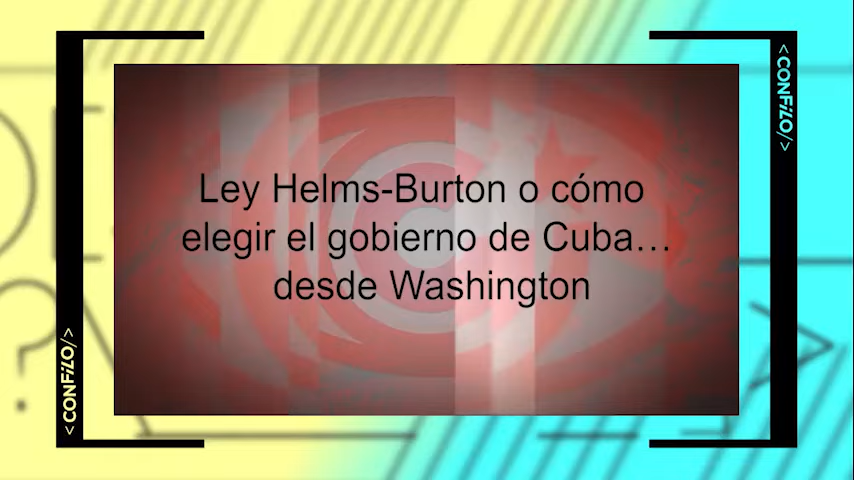 <CONFiLO/>
Ley Helms-Burton o cómo
elegir el gobierno de Cuba…
desde Washington
<CONFiLO/>